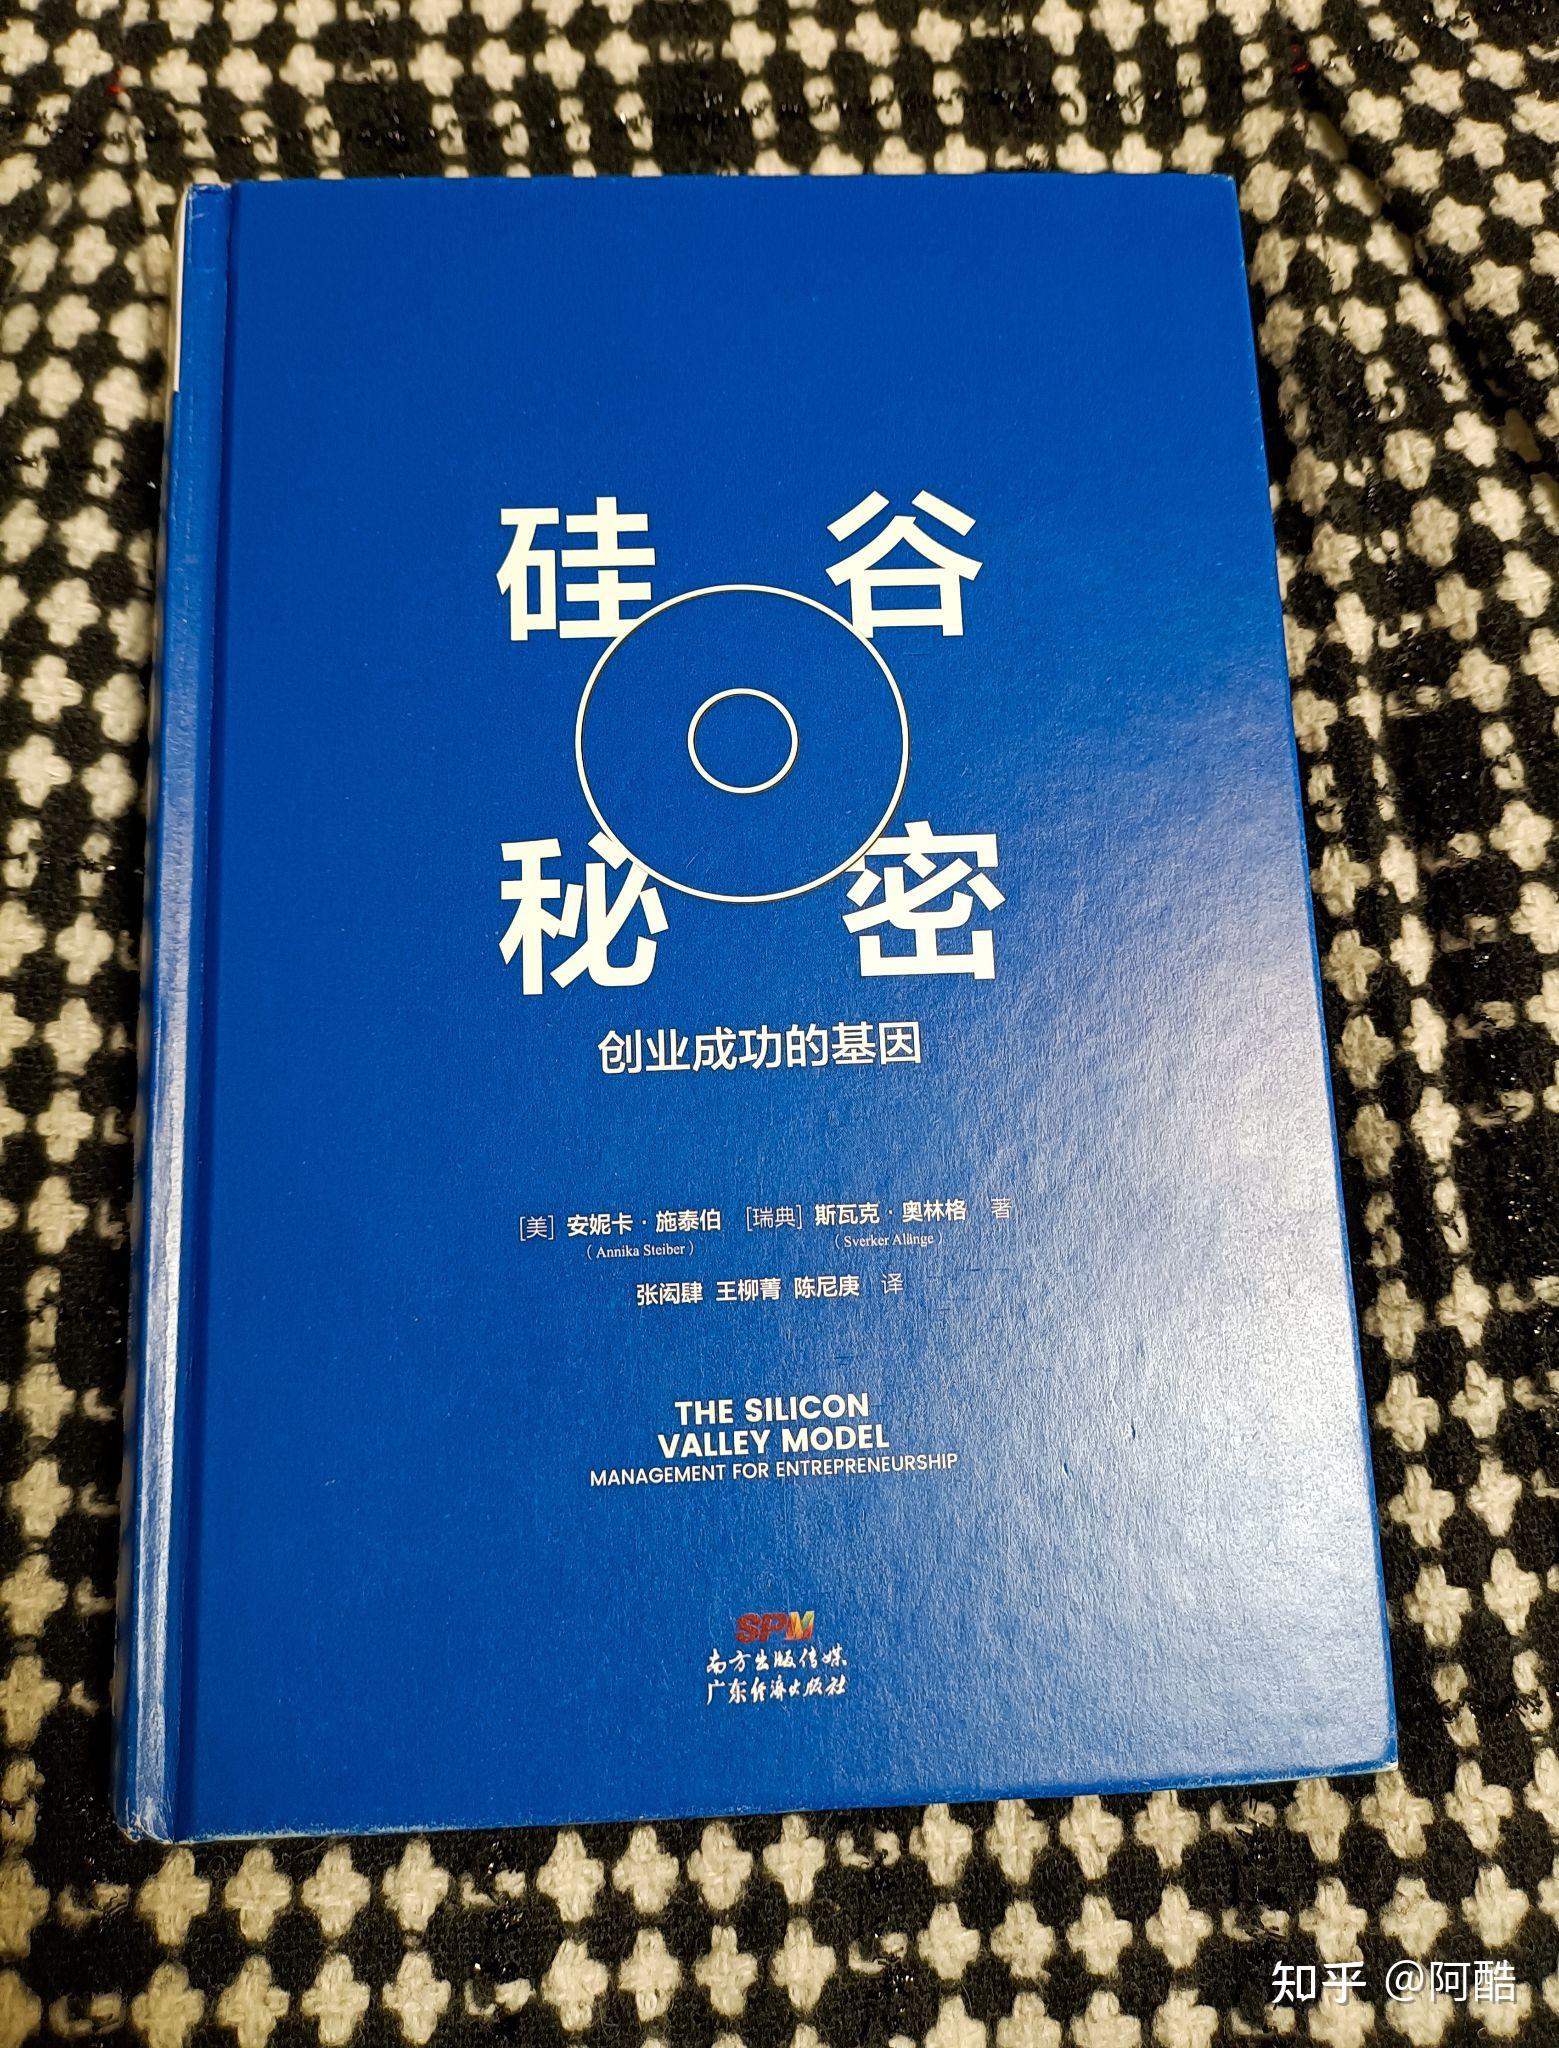 硅谷
秘密
创业成功的基因
[美] 安妮卡·施泰伯 [瑞典] 斯瓦克·奥林格 著
(Annika Steiber) (Sverker Alänge)
张闳肆 王柳菁 陈尼庚 译
THE SILICON
VALLEY MODEL
MANAGEMENT FOR ENTREPRENEURSHIP
SPM
南方出版传媒
广东经济出版社
知乎 @阿酷